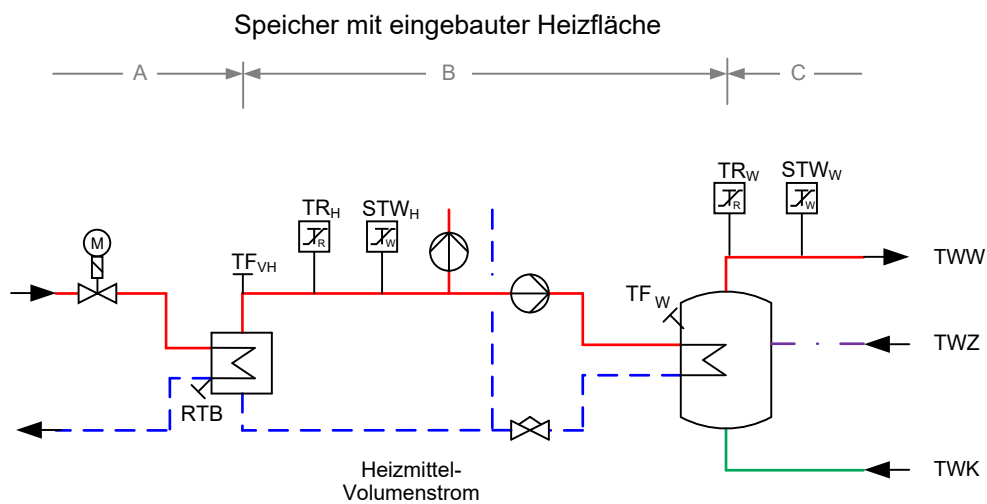 Speicher mit eingebauter Heizfläche
A
B
C
TR_W
STW_W
TR_H
STW_H
R
W
R
W
M
TF_VH
TWW
TF_W
TWZ
RTB
Heizmittel-
Volumenstrom
TWK